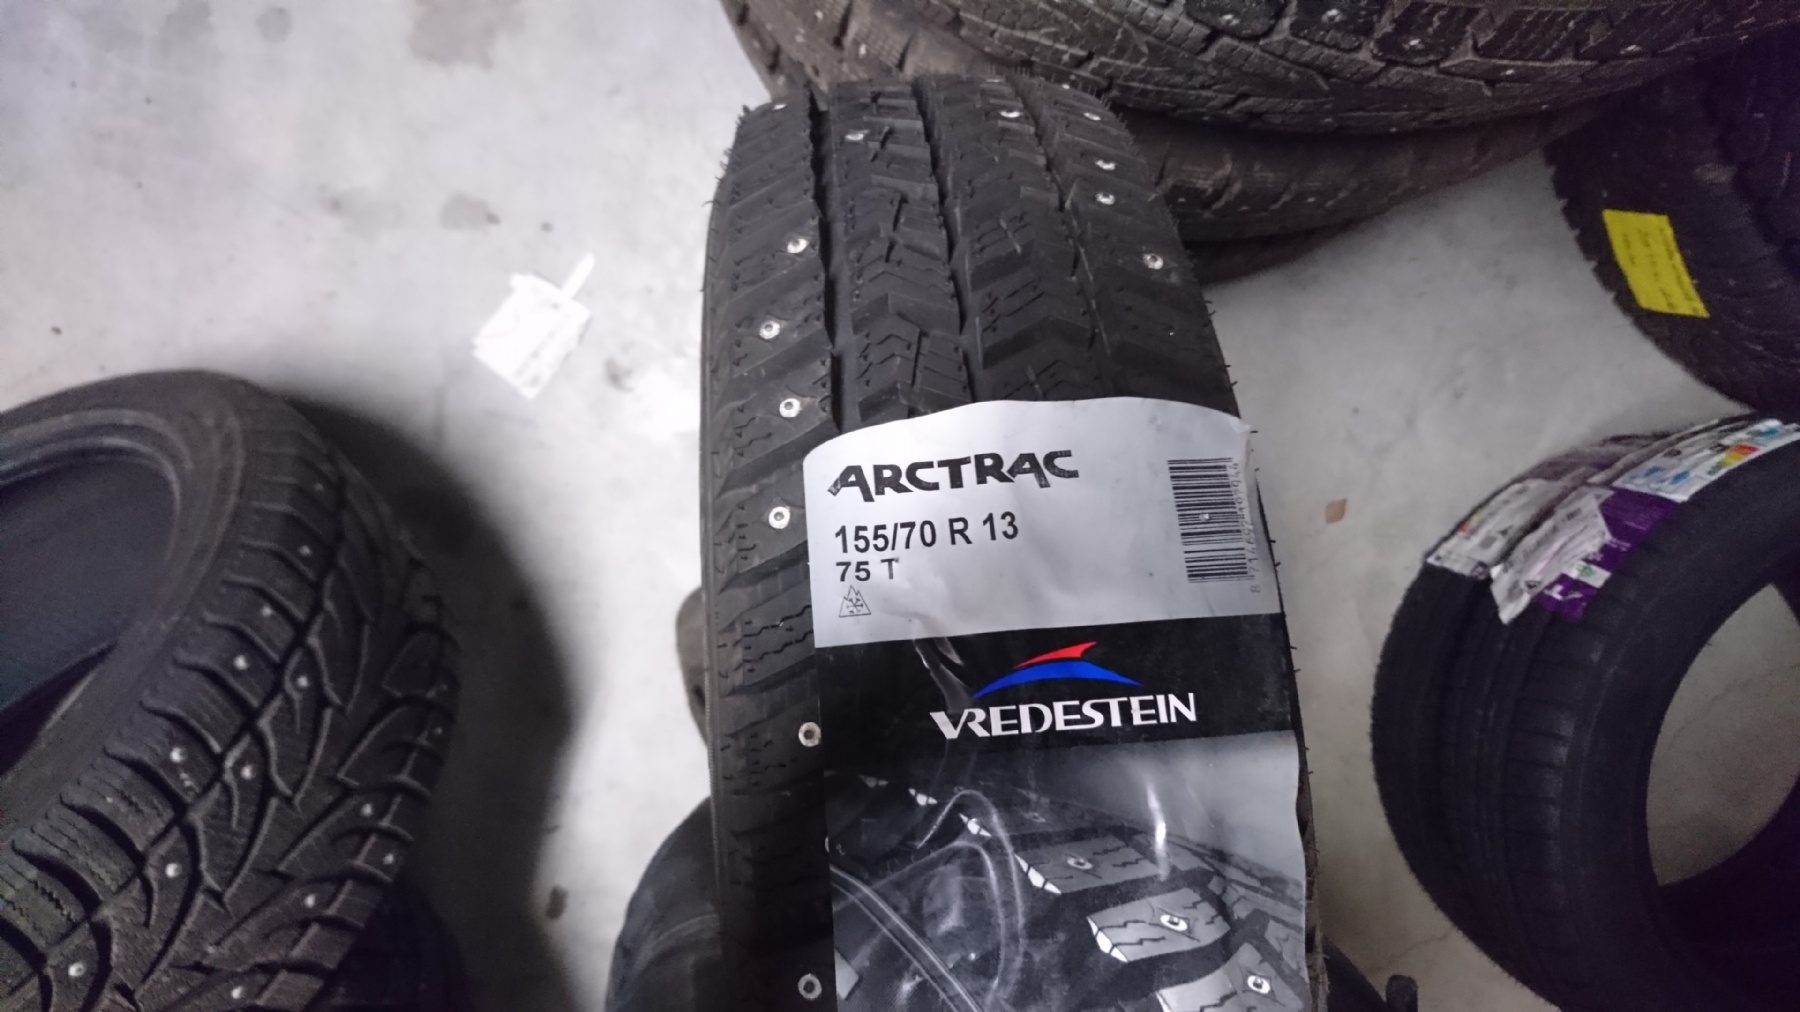 ARCTRAC
155/70 R 13
75 T
VREDESTEIN